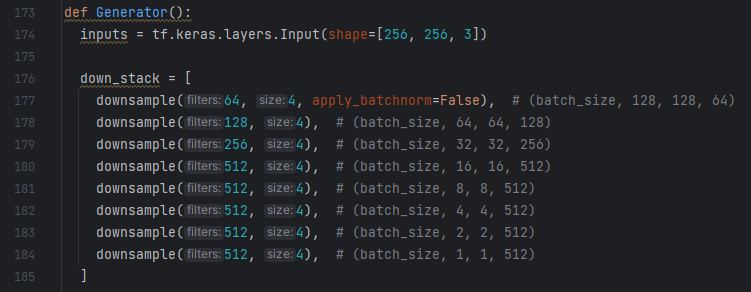 173 def Generator():
174   inputs = tf.keras.layers.Input(shape=[256, 256, 3])
175
176   down_stack = [
177     downsample(filters: 64, size: 4, apply_batchnorm=False),  # (batch_size, 128, 128, 64)
178     downsample(filters: 128, size: 4),  # (batch_size, 64, 64, 128)
179     downsample(filters: 256, size: 4),  # (batch_size, 32, 32, 256)
180     downsample(filters: 512, size: 4),  # (batch_size, 16, 16, 512)
181     downsample(filters: 512, size: 4),  # (batch_size, 8, 8, 512)
182     downsample(filters: 512, size: 4),  # (batch_size, 4, 4, 512)
183     downsample(filters: 512, size: 4),  # (batch_size, 2, 2, 512)
184     downsample(filters: 512, size: 4),  # (batch_size, 1, 1, 512)
185   ]